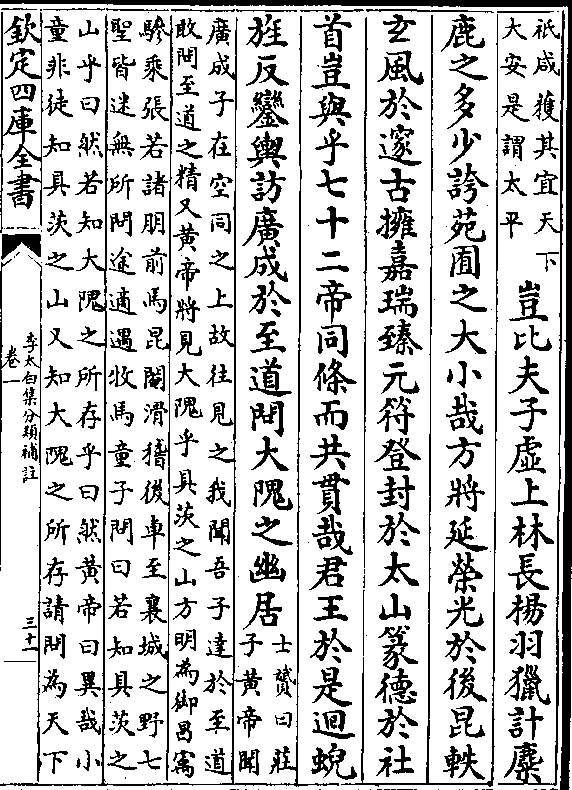 祇咸獲其宜天下
大安是謂太平
豈比夫子虛上林長楊羽獵計麋
鹿之多少誇苑囿之大小哉方將延榮光於後昆軼
玄風於邃古擁嘉瑞臻元符登封於太山篆德於社
首豈與乎七十二帝同條而共貫哉君王於是迴蜺
旌反鑾輿訪廣成於至道問大隗之幽居
士贇曰莊
子黄帝聞
廣成子在空同之上故往見之我聞吾子達於至道
敢問至道之精又黄帝將見大隗乎具茨之山方明為御昌㝢
驂乘張若諸朋前馬昆閽滑稽後車至襄城之野七
聖皆迷無所問途適遇牧馬童子問曰若知具茨之
山乎曰然若知大隗之所存乎曰然黄帝曰異哉小
童非徒知具茨之山又知大隗之所存請問為天下
欽定四庫全書
李太白集分類補註
卷一
三十一